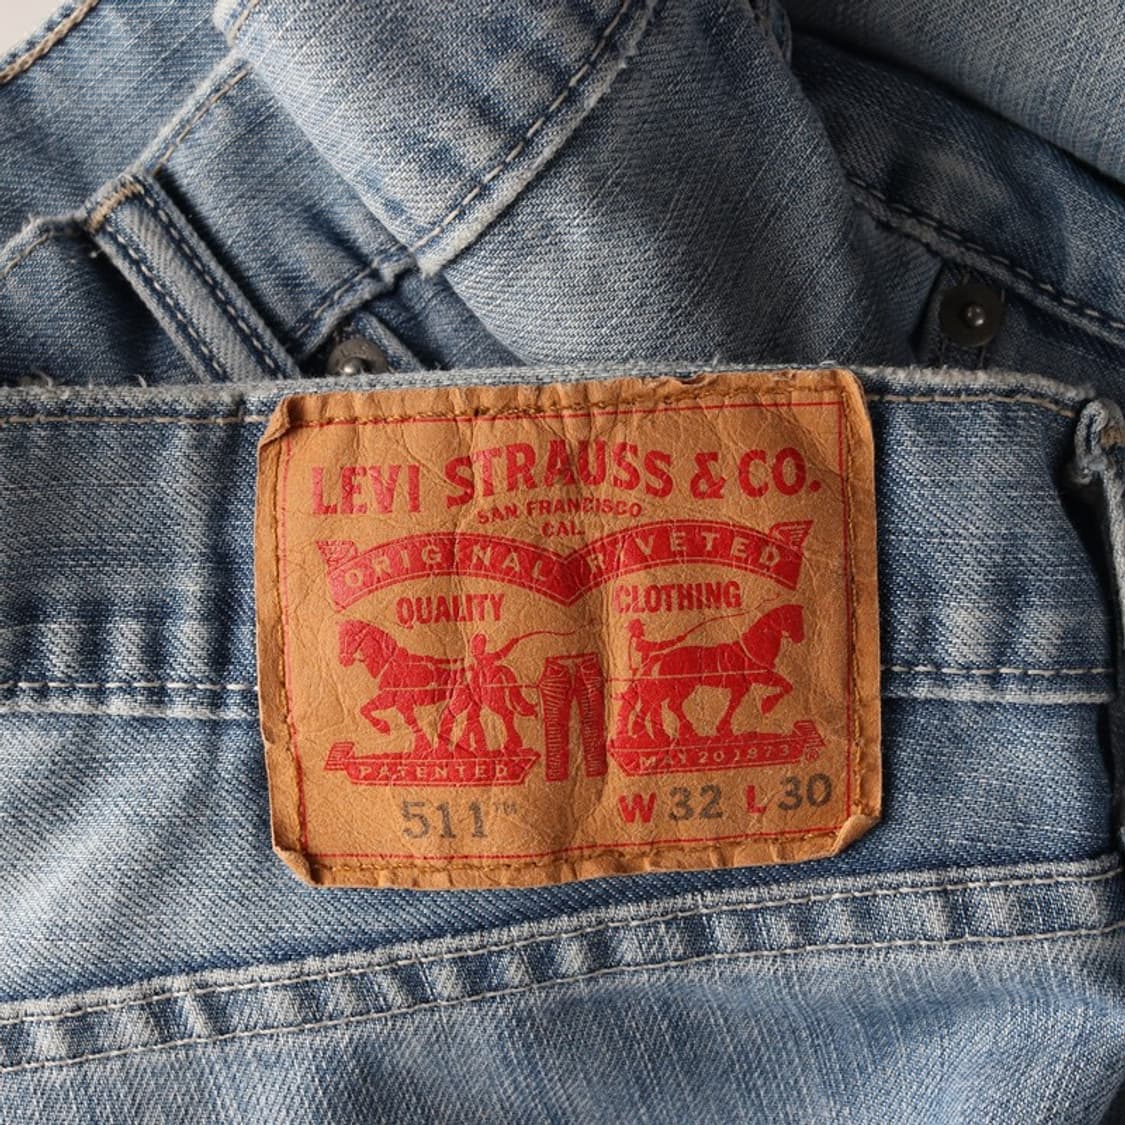 LEVI STRAUSS & CO.
SAN FRANCISCO
CAL.
ORIGINAL RIVETED
QUALITY CLOTHING
PATENTED MAY 20 1873 ®
511™ W 32 L 30